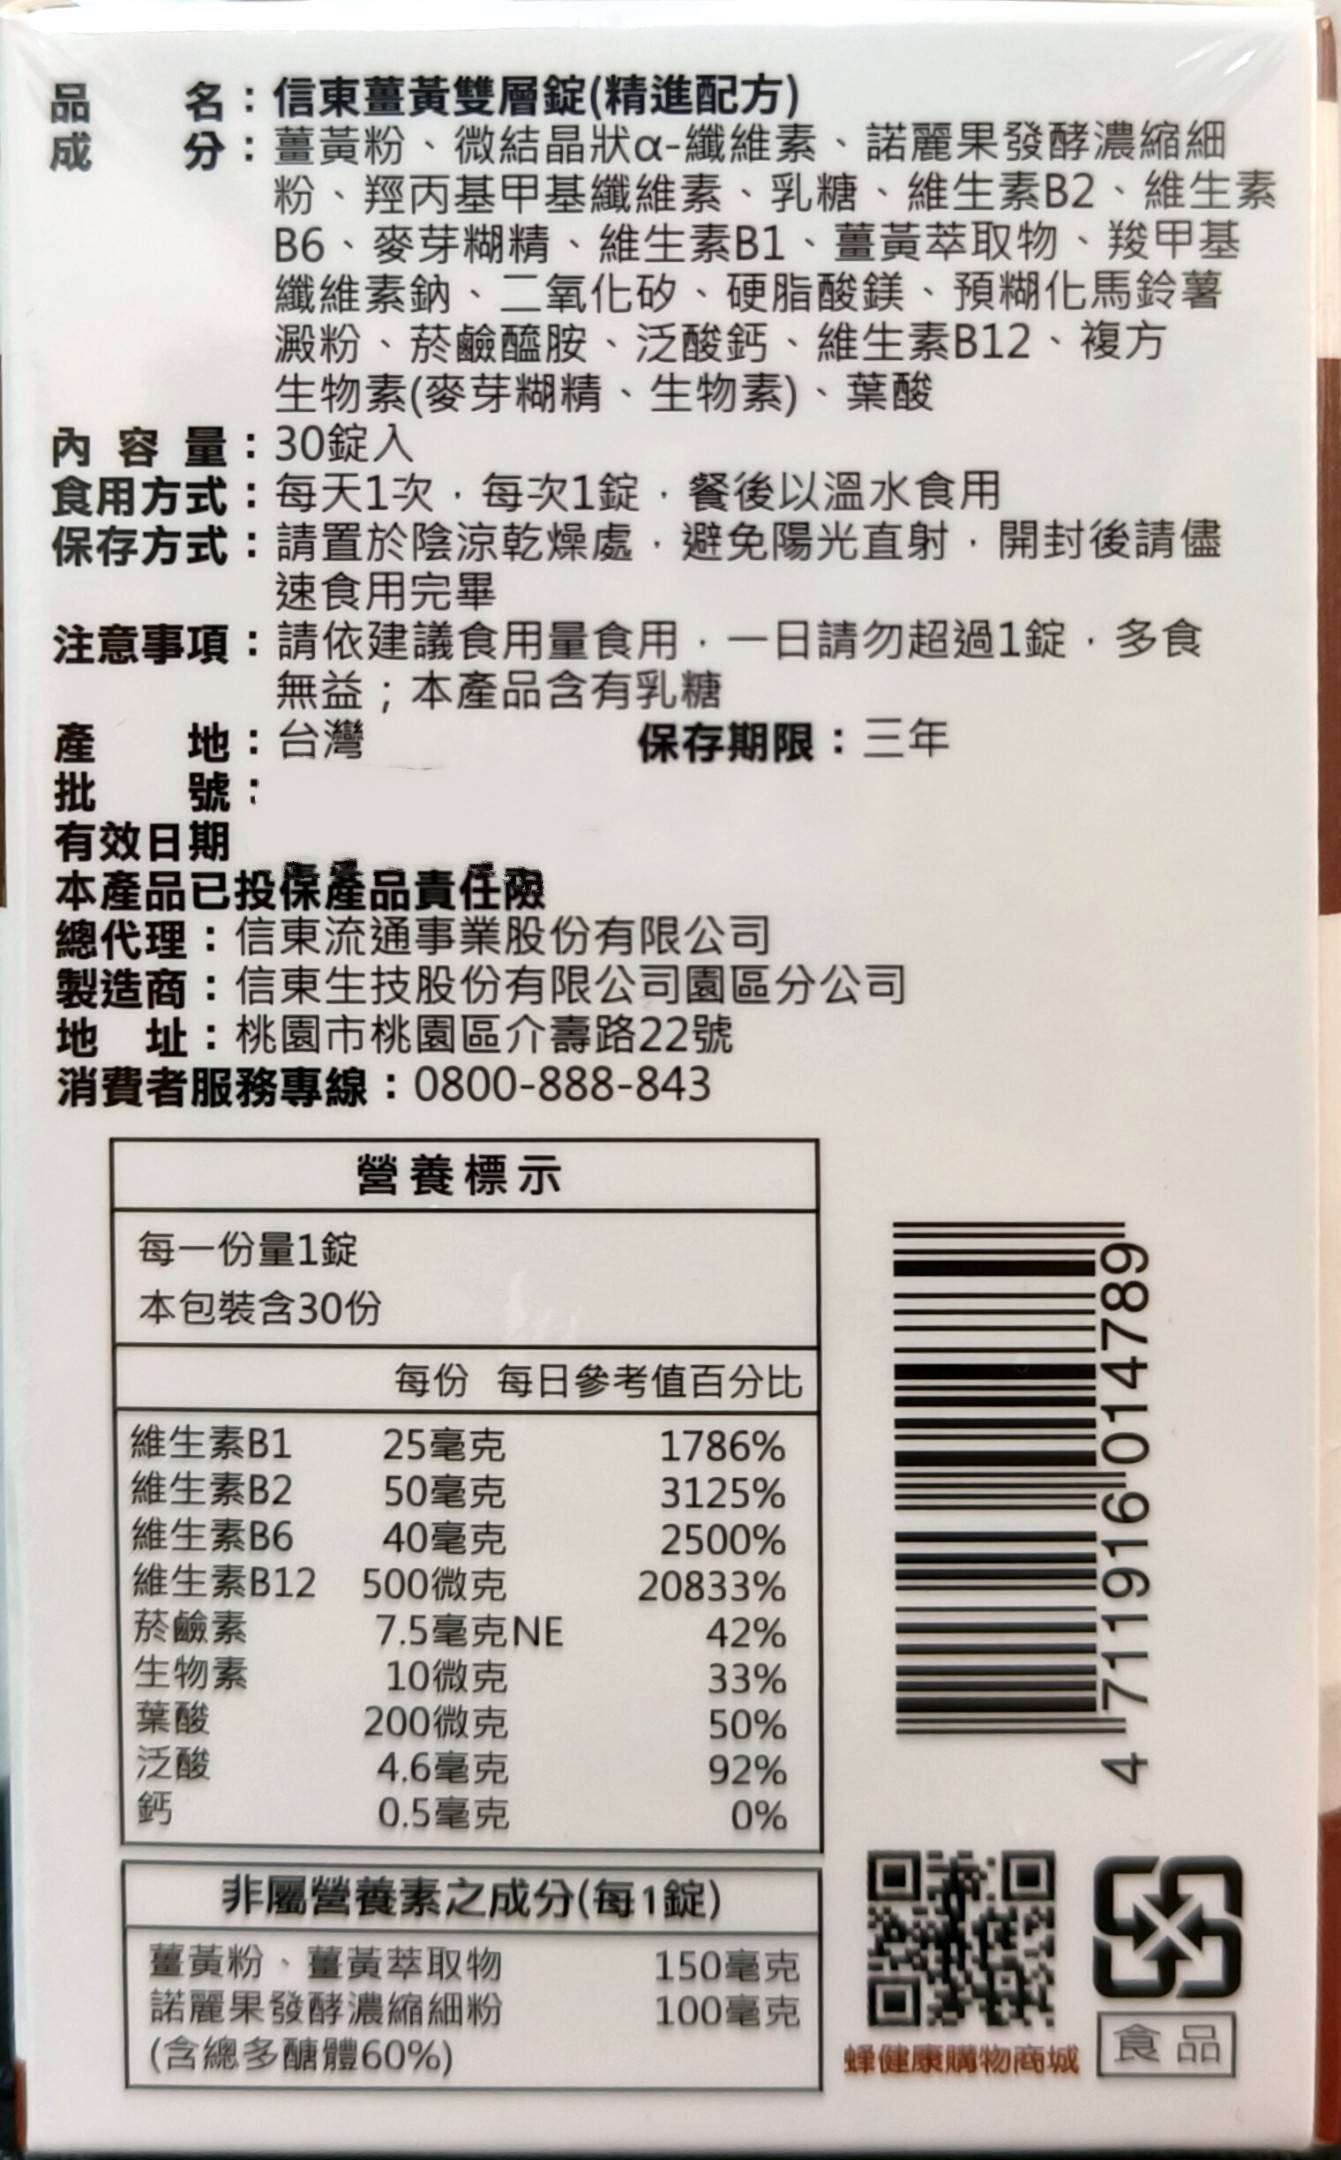 品　　名：信東薑黃雙層錠(精進配方)
成　　分：薑黃粉、微結晶狀α-纖維素、諾麗果發酵濃縮細
粉、羥丙基甲基纖維素、乳糖、維生素B2、維生素
B6、麥芽糊精、維生素B1、薑黃萃取物、羧甲基
纖維素鈉、二氧化矽、硬脂酸鎂、預糊化馬鈴薯
澱粉、菸鹼醯胺、泛酸鈣、維生素B12、複方
生物素(麥芽糊精、生物素)、葉酸
內 容 量：30錠入
食用方式：每天1次，每次1錠，餐後以溫水食用
保存方式：請置於陰涼乾燥處，避免陽光直射，開封後請儘
速食用完畢
注意事項：請依建議食用量食用，一日請勿超過1錠，多食
無益；本產品含有乳糖
產　　地：台灣　　保存期限：三年
批　　號：
有效日期
本產品已投保產品責任險
總代理：信東流通事業股份有限公司
製造商：信東生技股份有限公司園區分公司
地　址：桃園市桃園區介壽路22號
消費者服務專線：0800-888-843
營養標示
每一份量1錠
本包裝含30份
每份 每日參考值百分比
維生素B1 25毫克 1786%
維生素B2 50毫克 3125%
維生素B6 40毫克 2500%
維生素B12 500微克 20833%
菸鹼素 7.5毫克NE 42%
生物素 10微克 33%
葉酸 200微克 50%
泛酸 4.6毫克 92%
鈣 0.5毫克 0%
非屬營養素之成分(每1錠)
薑黃粉、薑黃萃取物 150毫克
諾麗果發酵濃縮細粉 100毫克
(含總多醣體60%)
4 711916 014789
蜂健康購物商城
食品